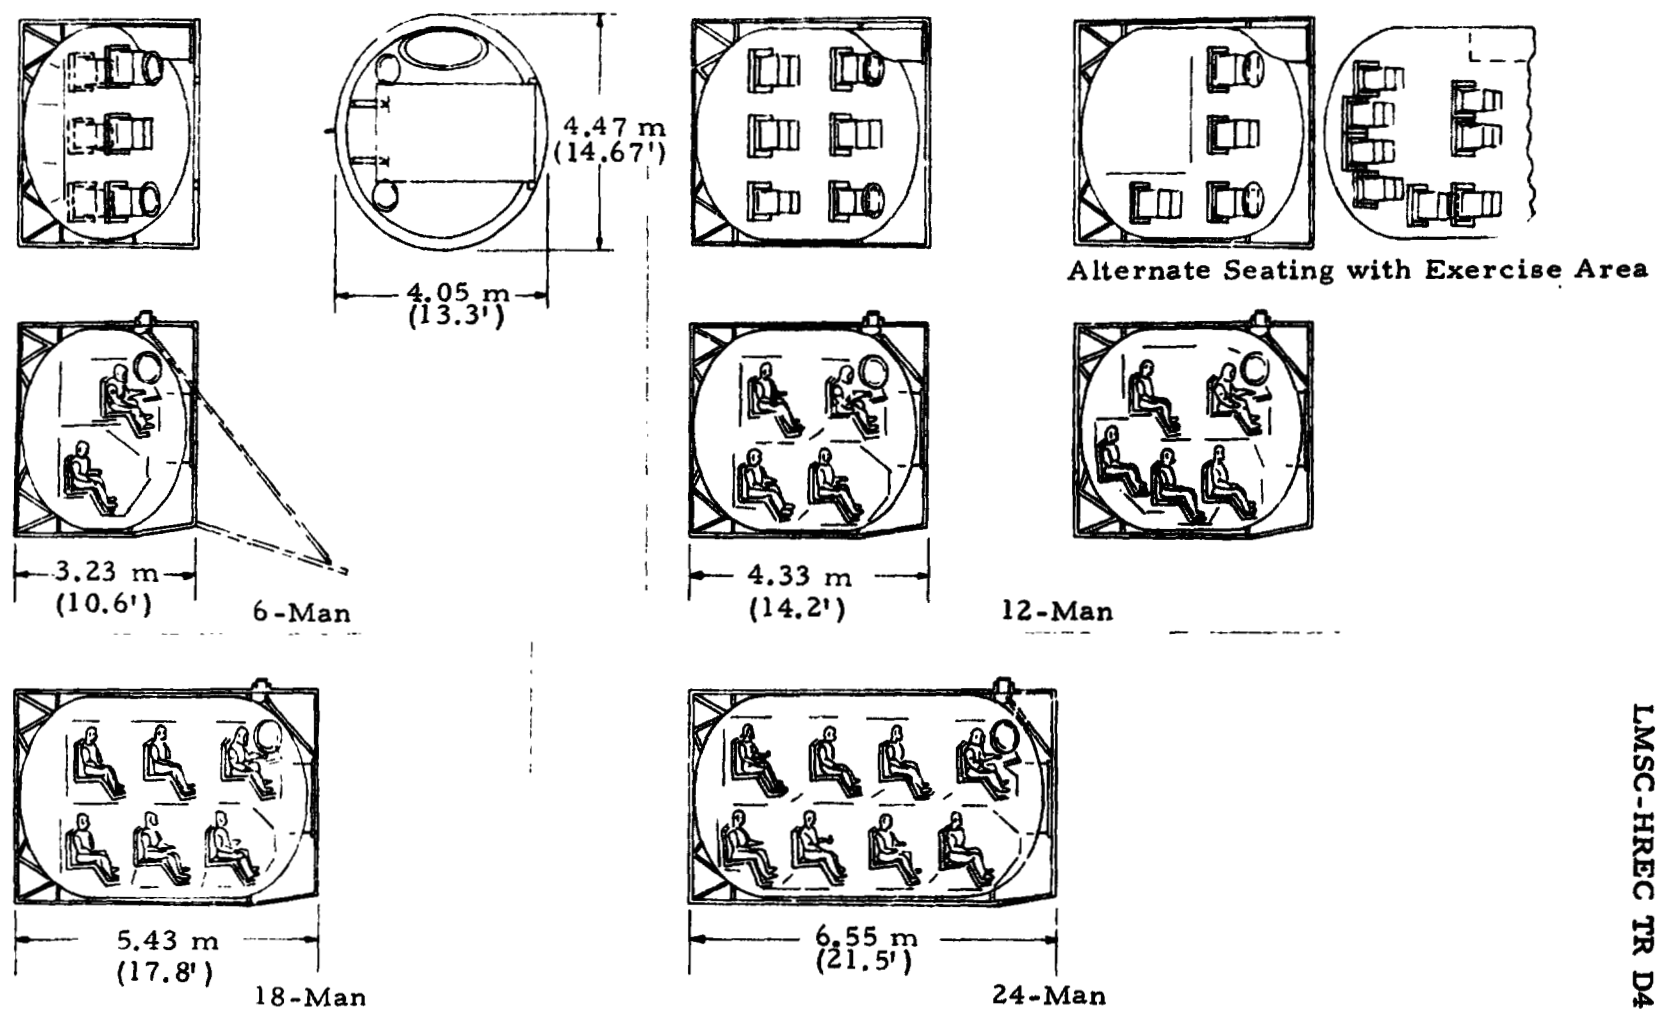 4.47 m
(14.67')
4.05 m
(13.3')
Alternate Seating with Exercise Area
3.23 m
(10.6')
6-Man
4.33 m
(14.2')
12-Man
5.43 m
(17.8')
18-Man
6.55 m
(21.5')
24-Man
LMSC-HREC TR D4